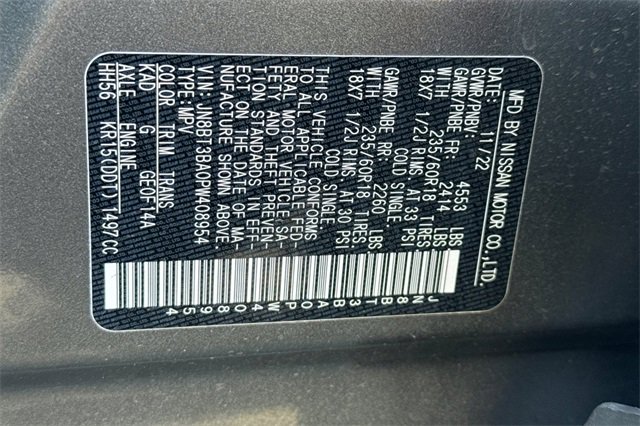 MFD BY NISSAN MOTOR CO.,LTD.
DATE: 11/22
GVWR/PNBV: 4553 LBS
GAWR/PNBE FR: 2414 LBS
WITH 235/60R18 TIRES
18X7 1/2J RIMS, AT 33 PSI
COLD SINGLE.
GAWR/PNBE RR: 2260 LBS.
WITH 235/60R18 TIRES
18X7 1/2J RIMS, AT 30 PSI
COLD SINGLE.
THIS VEHICLE CONFORMS
TO ALL APPLICABLE FED-
ERAL MOTOR VEHICLE SA-
FETY AND THEFT PREVEN-
TION STANDARDS IN EFF-
ECT ON THE DATE OF MA-
NUFACTURE SHOWN ABOVE.
VIN: JN8BT3BA0PW408954
TYPE:MPV
COLOR TRIM TRANS
KAD G GE0F14A
AXLE ENGINE
HH56 KR15(DDT) 1497CC
JN8BT3BA0PW408954